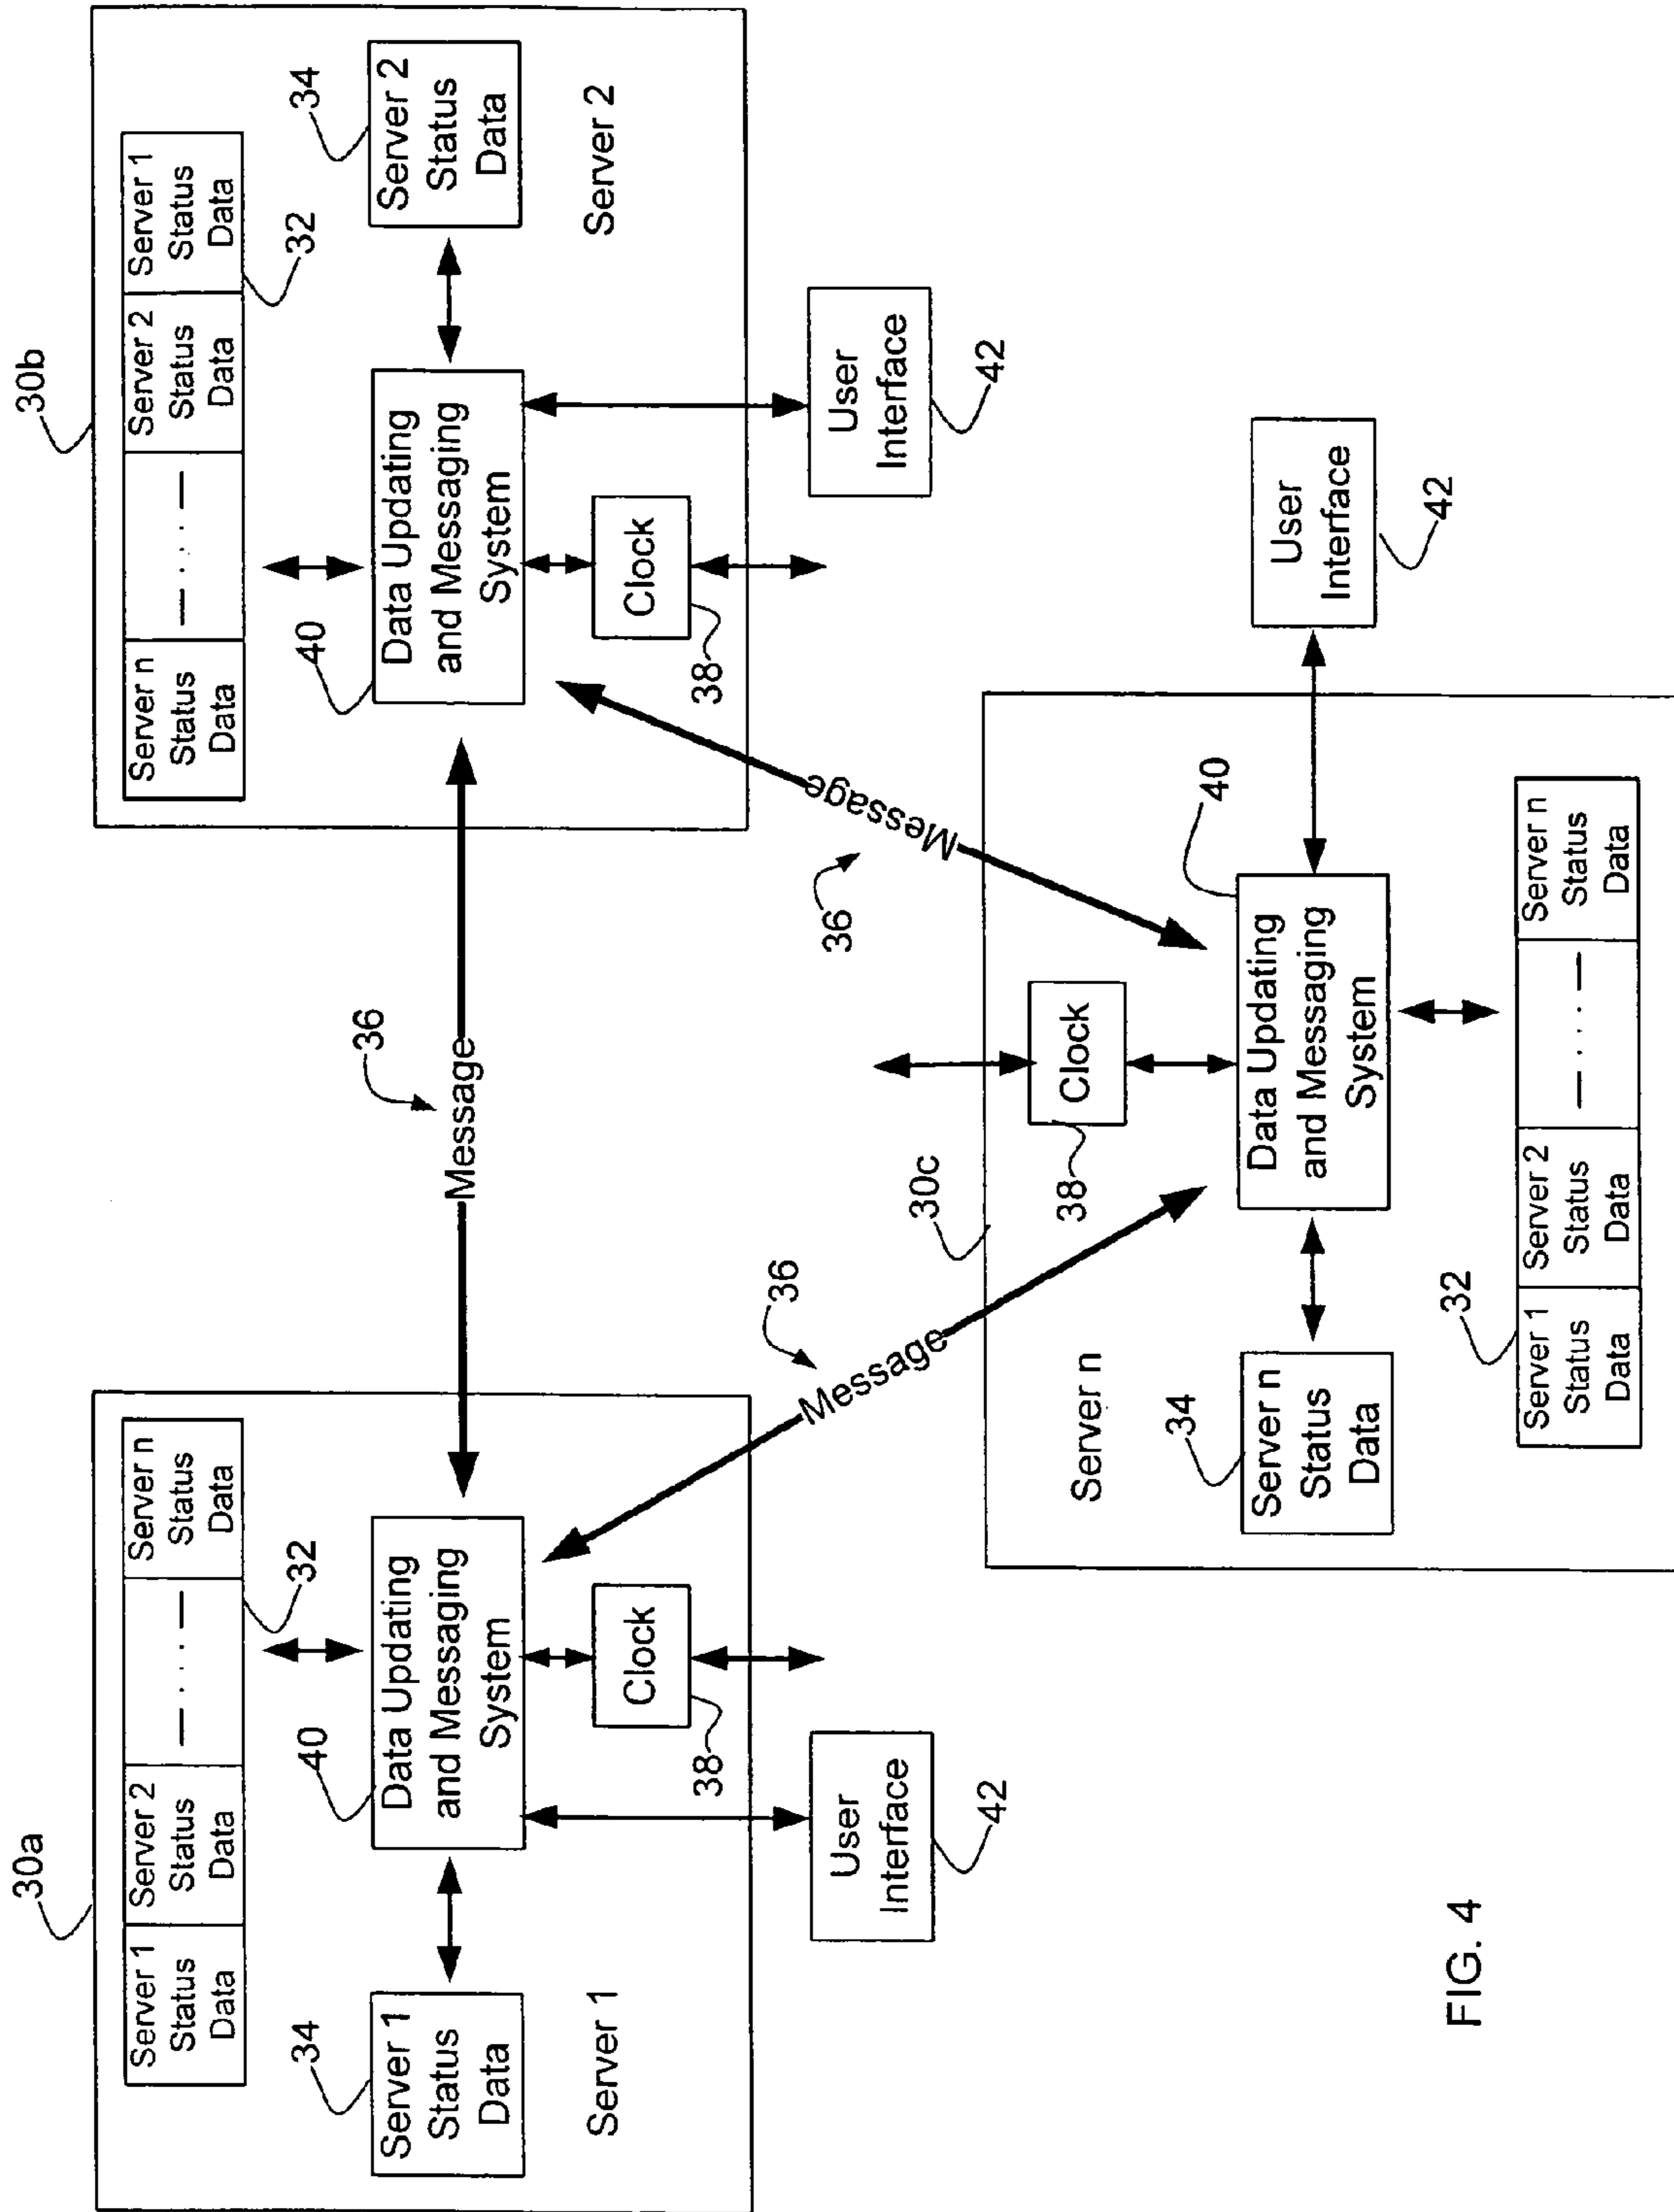 30a
Server 1
Status
Data
Server 2
Status
Data
— · · · —
Server n
Status
Data
32
34
Server 1
Status
Data
40
Data Updating
and Messaging
System
Server 1
38
Clock
User
Interface
42
36
Message
30b
Server n
Status
Data
— · · · —
Server 2
Status
Data
Server 1
Status
Data
32
40
Data Updating
and Messaging
System
34
Server 2
Status
Data
38
Clock
Server 2
User
Interface
42
36
Message
36
Message
30c
Server n
38
Clock
34
Server n
Status
Data
40
Data Updating
and Messaging
System
User
Interface
42
32
Server 1
Status
Data
Server 2
Status
Data
— · · · —
Server n
Status
Data
FIG. 4